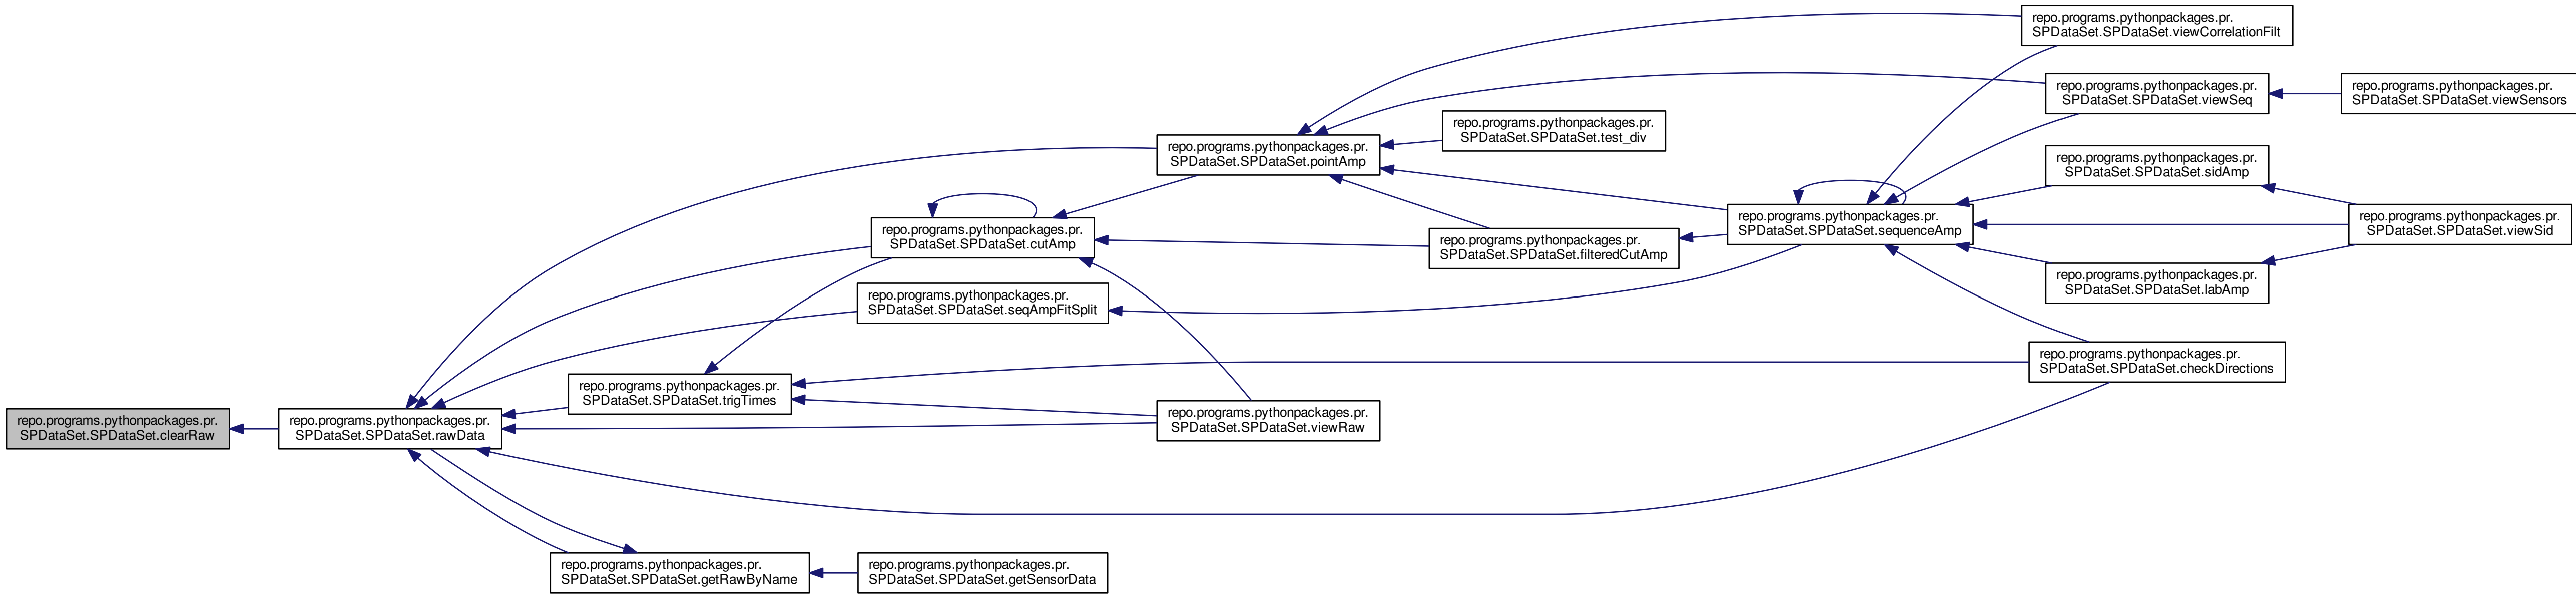 repo.programs.pythonpackages.pr.
SPDataSet.SPDataSet.clearRaw
repo.programs.pythonpackages.pr.
SPDataSet.SPDataSet.rawData
repo.programs.pythonpackages.pr.
SPDataSet.SPDataSet.pointAmp
repo.programs.pythonpackages.pr.
SPDataSet.SPDataSet.cutAmp
repo.programs.pythonpackages.pr.
SPDataSet.SPDataSet.seqAmpFitSplit
repo.programs.pythonpackages.pr.
SPDataSet.SPDataSet.trigTimes
repo.programs.pythonpackages.pr.
SPDataSet.SPDataSet.viewRaw
repo.programs.pythonpackages.pr.
SPDataSet.SPDataSet.getRawByName
repo.programs.pythonpackages.pr.
SPDataSet.SPDataSet.getSensorData
repo.programs.pythonpackages.pr.
SPDataSet.SPDataSet.test_div
repo.programs.pythonpackages.pr.
SPDataSet.SPDataSet.filteredCutAmp
repo.programs.pythonpackages.pr.
SPDataSet.SPDataSet.sequenceAmp
repo.programs.pythonpackages.pr.
SPDataSet.SPDataSet.viewCorrelationFilt
repo.programs.pythonpackages.pr.
SPDataSet.SPDataSet.viewSeq
repo.programs.pythonpackages.pr.
SPDataSet.SPDataSet.viewSensors
repo.programs.pythonpackages.pr.
SPDataSet.SPDataSet.sidAmp
repo.programs.pythonpackages.pr.
SPDataSet.SPDataSet.viewSid
repo.programs.pythonpackages.pr.
SPDataSet.SPDataSet.labAmp
repo.programs.pythonpackages.pr.
SPDataSet.SPDataSet.checkDirections